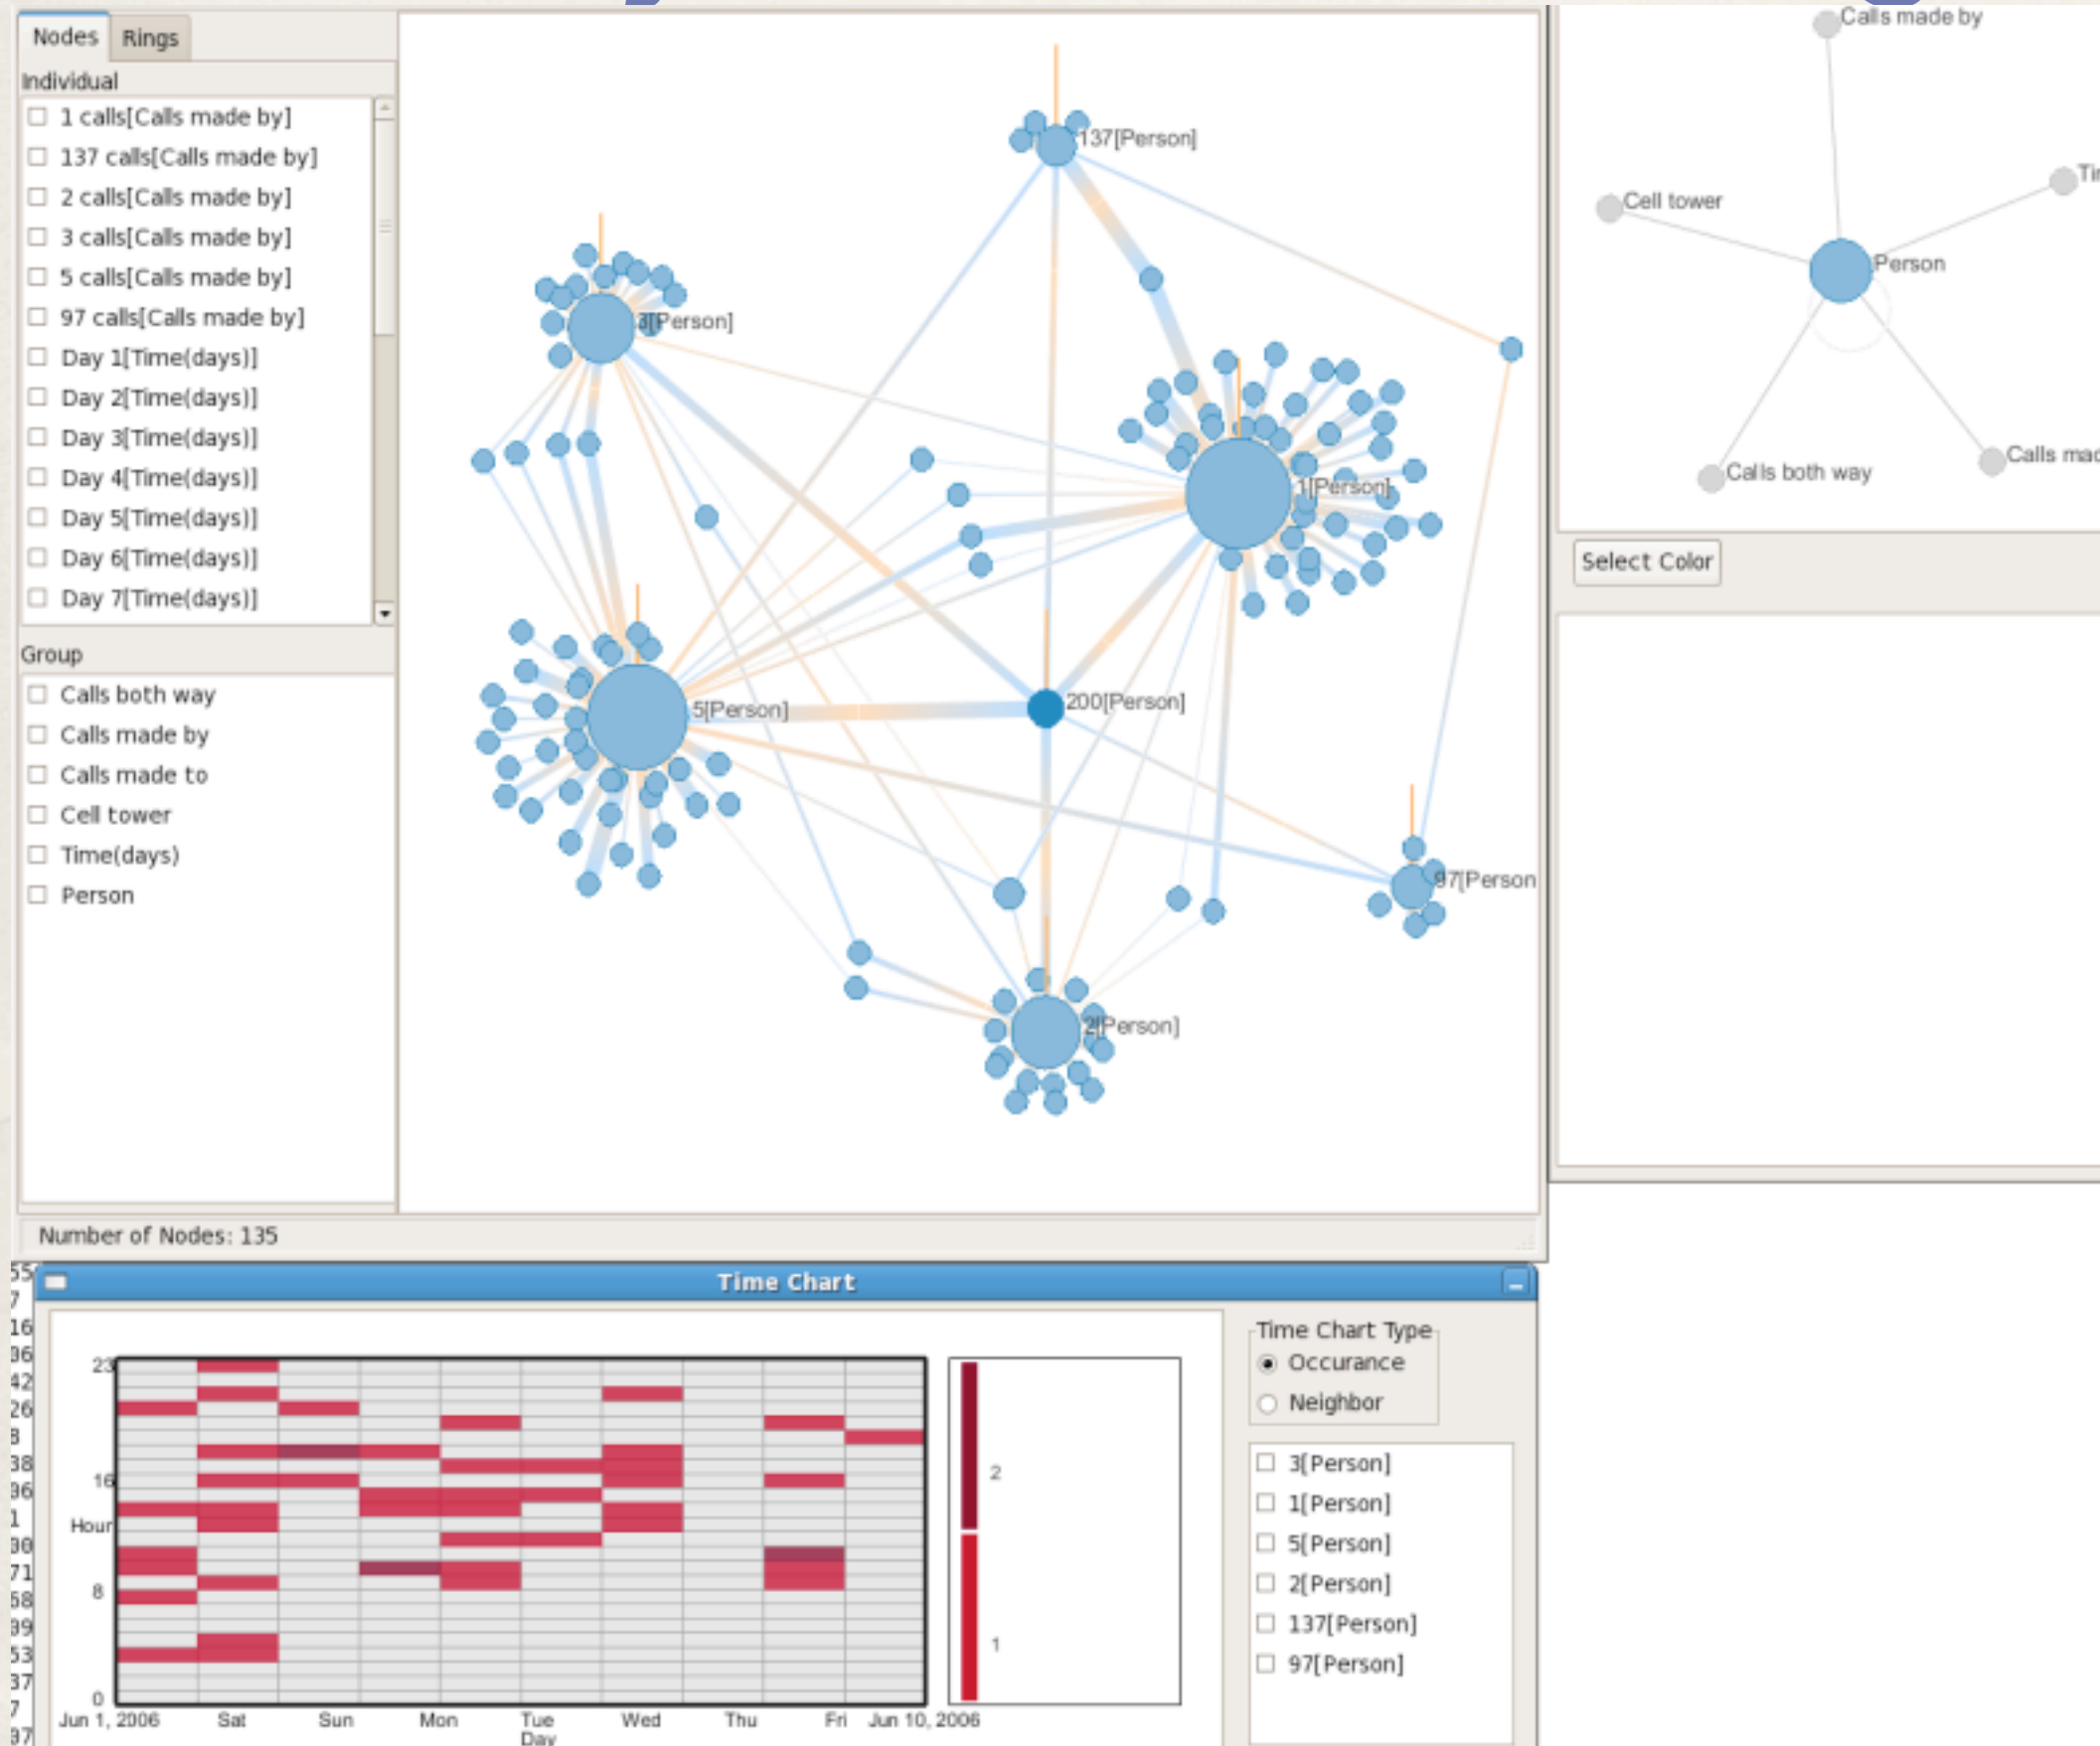 Nodes
Rings
Individual
1 calls[Calls made by]
137 calls[Calls made by]
2 calls[Calls made by]
3 calls[Calls made by]
5 calls[Calls made by]
97 calls[Calls made by]
Day 1[Time(days)]
Day 2[Time(days)]
Day 3[Time(days)]
Day 4[Time(days)]
Day 5[Time(days)]
Day 6[Time(days)]
Day 7[Time(days)]
Group
Calls both way
Calls made by
Calls made to
Cell tower
Time(days)
Person
137[Person]
3[Person]
1[Person]
5[Person]
200[Person]
97[Person
2[Person]
Number of Nodes: 135
Calls made by
Cell tower
Person
Calls both way
Calls
Select Color
Time Chart
23
16
Hour
8
0
Jun 1, 2006 Sat Sun Mon Tue Wed Thu Fri Jun 10, 2006
Day
2
1
Time Chart Type
Occurance
Neighbor
3[Person]
1[Person]
5[Person]
2[Person]
137[Person]
97[Person]